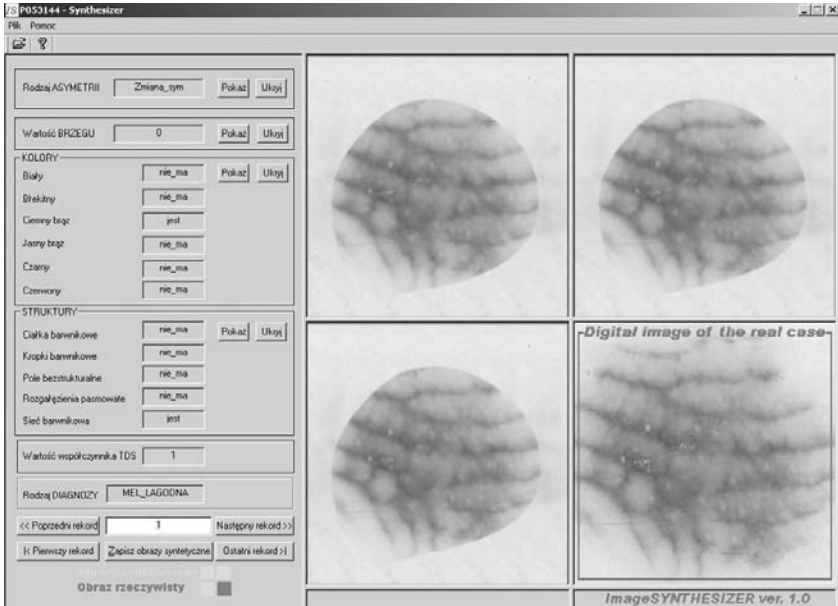 P053144 - Synthesizer
Plik Pomoc
Rodzaj ASYMETRII Zmiana_sym Pokaż Ukryj
Wartość BRZEGU 0 Pokaż Ukryj
KOLORY
Biały nie_ma Pokaż Ukryj
Błękitny nie_ma
Ciemny brąz jest
Jasny brąz nie_ma
Czarny nie_ma
Czerwony nie_ma
STRUKTURY
Ciałka barwnikowe nie_ma Pokaż Ukryj
Kropki barwnikowe nie_ma
Pole bezstrukturalne nie_ma
Rozgałęzienia pasmowate nie_ma
Sieć barwnikowa jest
Wartość współczynnika TDS 1
Rodzaj DIAGNOZY MEL_LAGODNA
<< Poprzedni rekord 1 Następny rekord >>
|< Pierwszy rekord Zapisz obrazy syntetyczne Ostatni rekord >|
Obraz rzeczywisty
Digital image of the real case
ImageSYNTHESIZER ver. 1.0